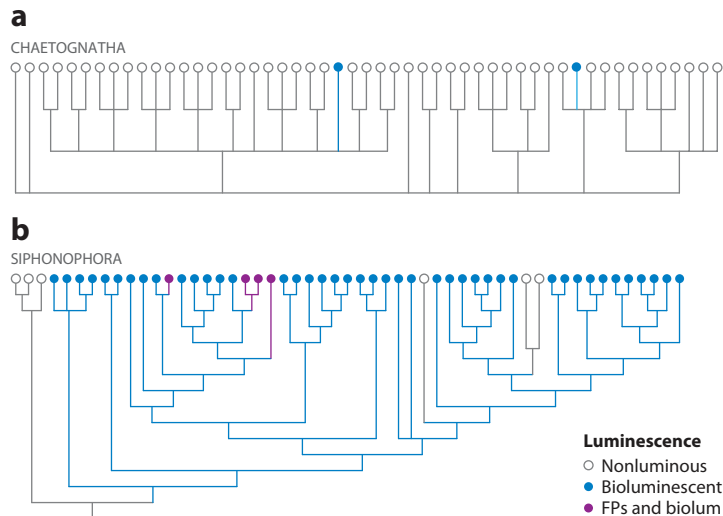 a
CHAETOGNATHA
b
SIPHONOPHORA
Luminescence
Nonluminous
Bioluminescent
FPs and biolum